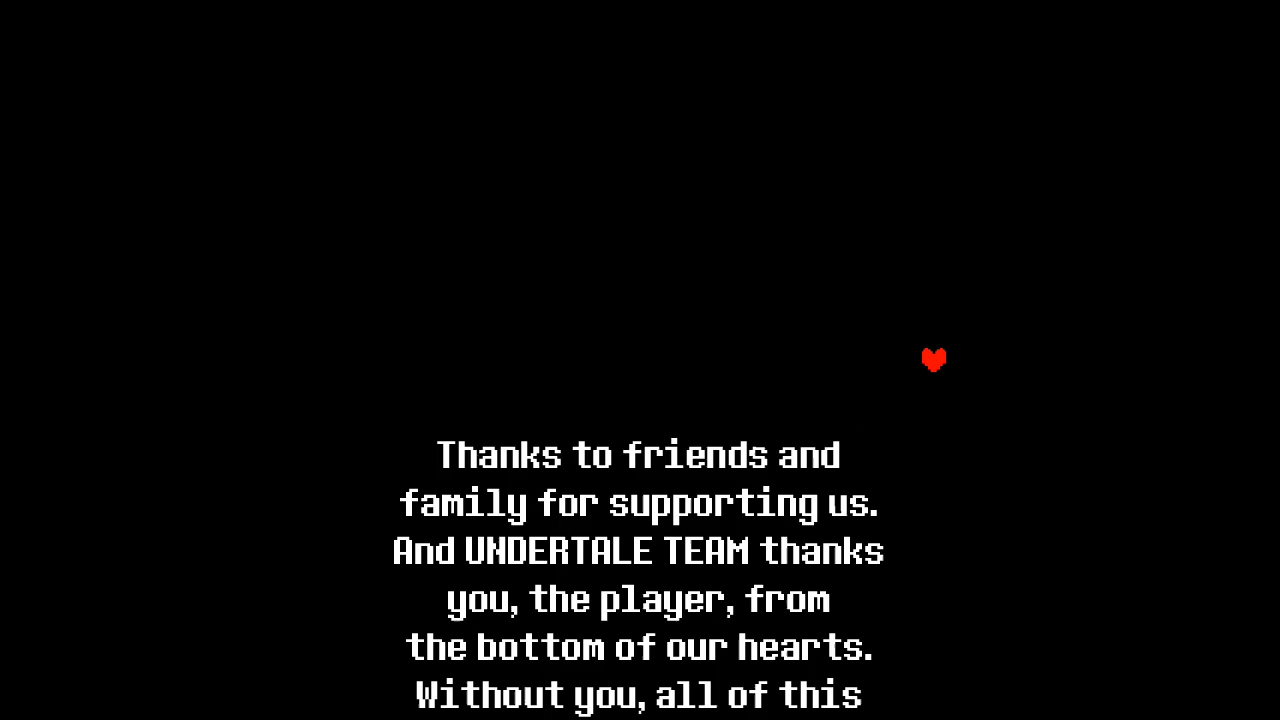 Thanks to friends and
family for supporting us.
And UNDERTALE TEAM thanks
you, the player, from
the bottom of our hearts.
Without you, all of this